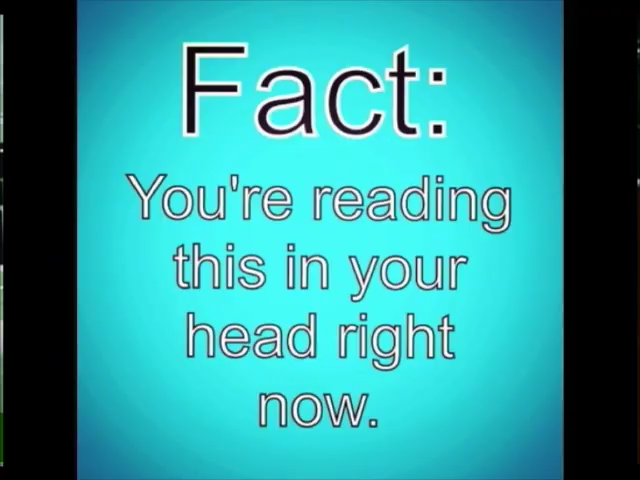 Fact:
You're reading
this in your
head right
now.